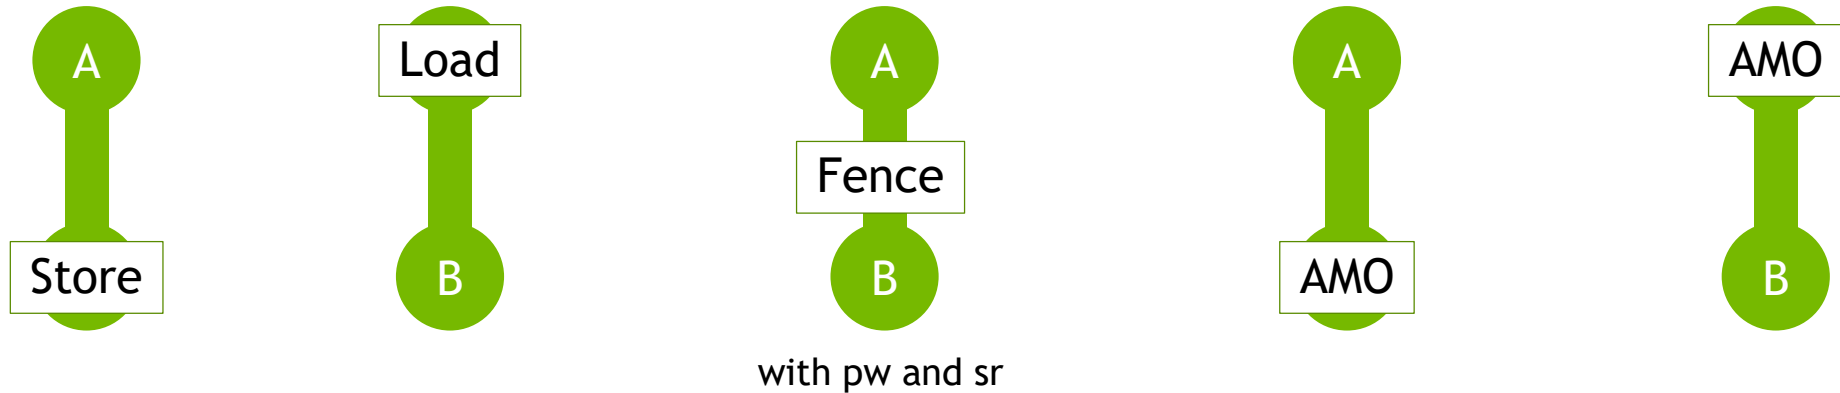 A
Store
Load
B
A
Fence
B
with pw and sr
A
AMO
AMO
B